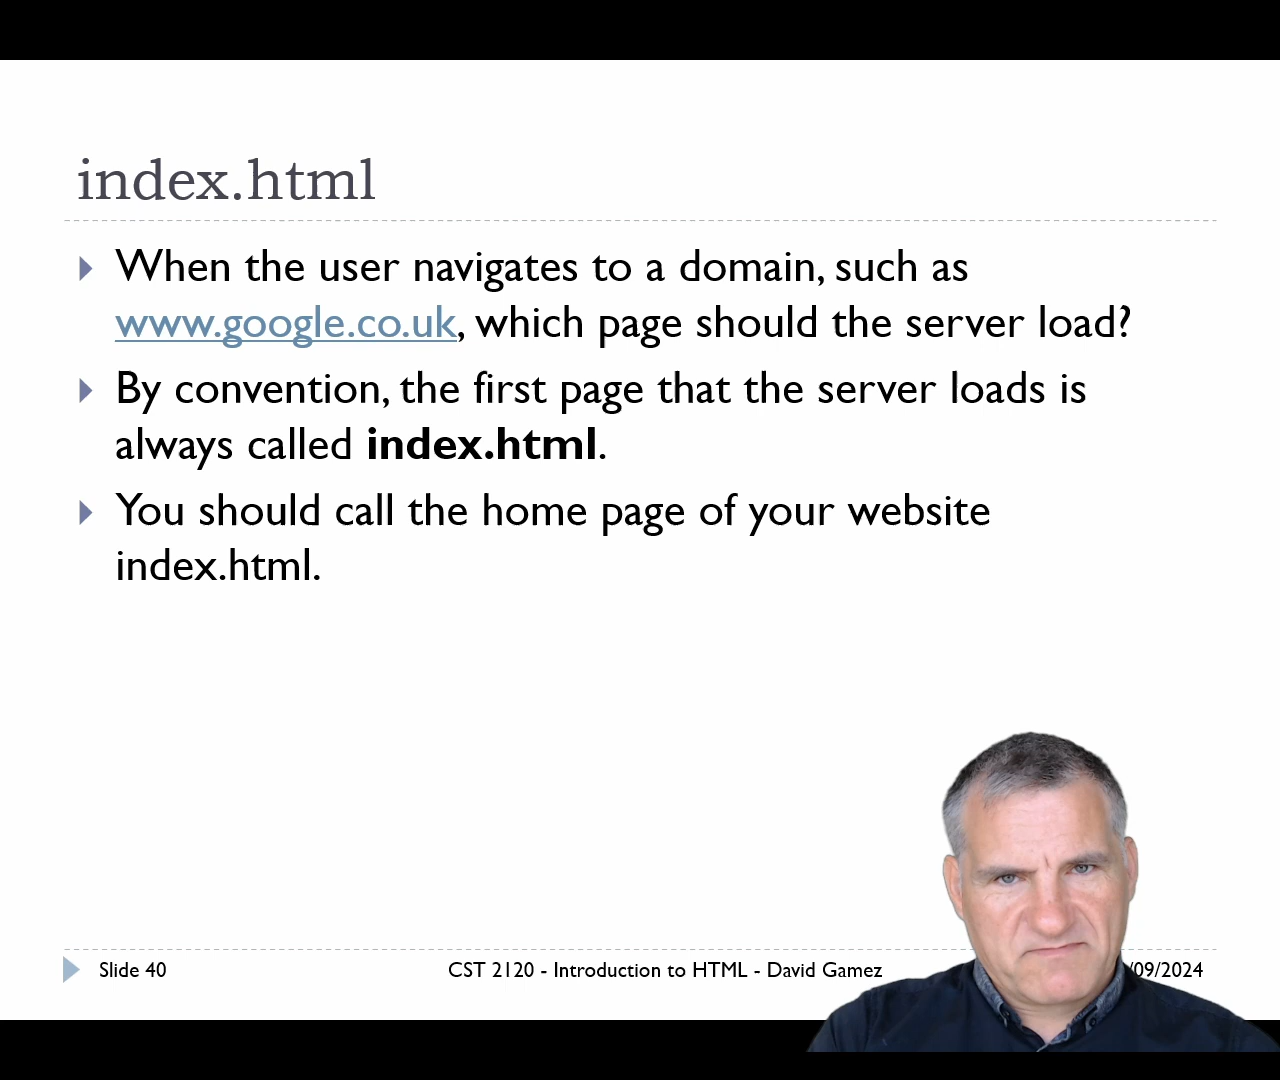 index.html
When the user navigates to a domain, such as
www.google.co.uk, which page should the server load?
By convention, the first page that the server loads is
always called index.html.
You should call the home page of your website
index.html.
Slide 40
CST 2120 - Introduction to HTML - David Gamez
/09/2024